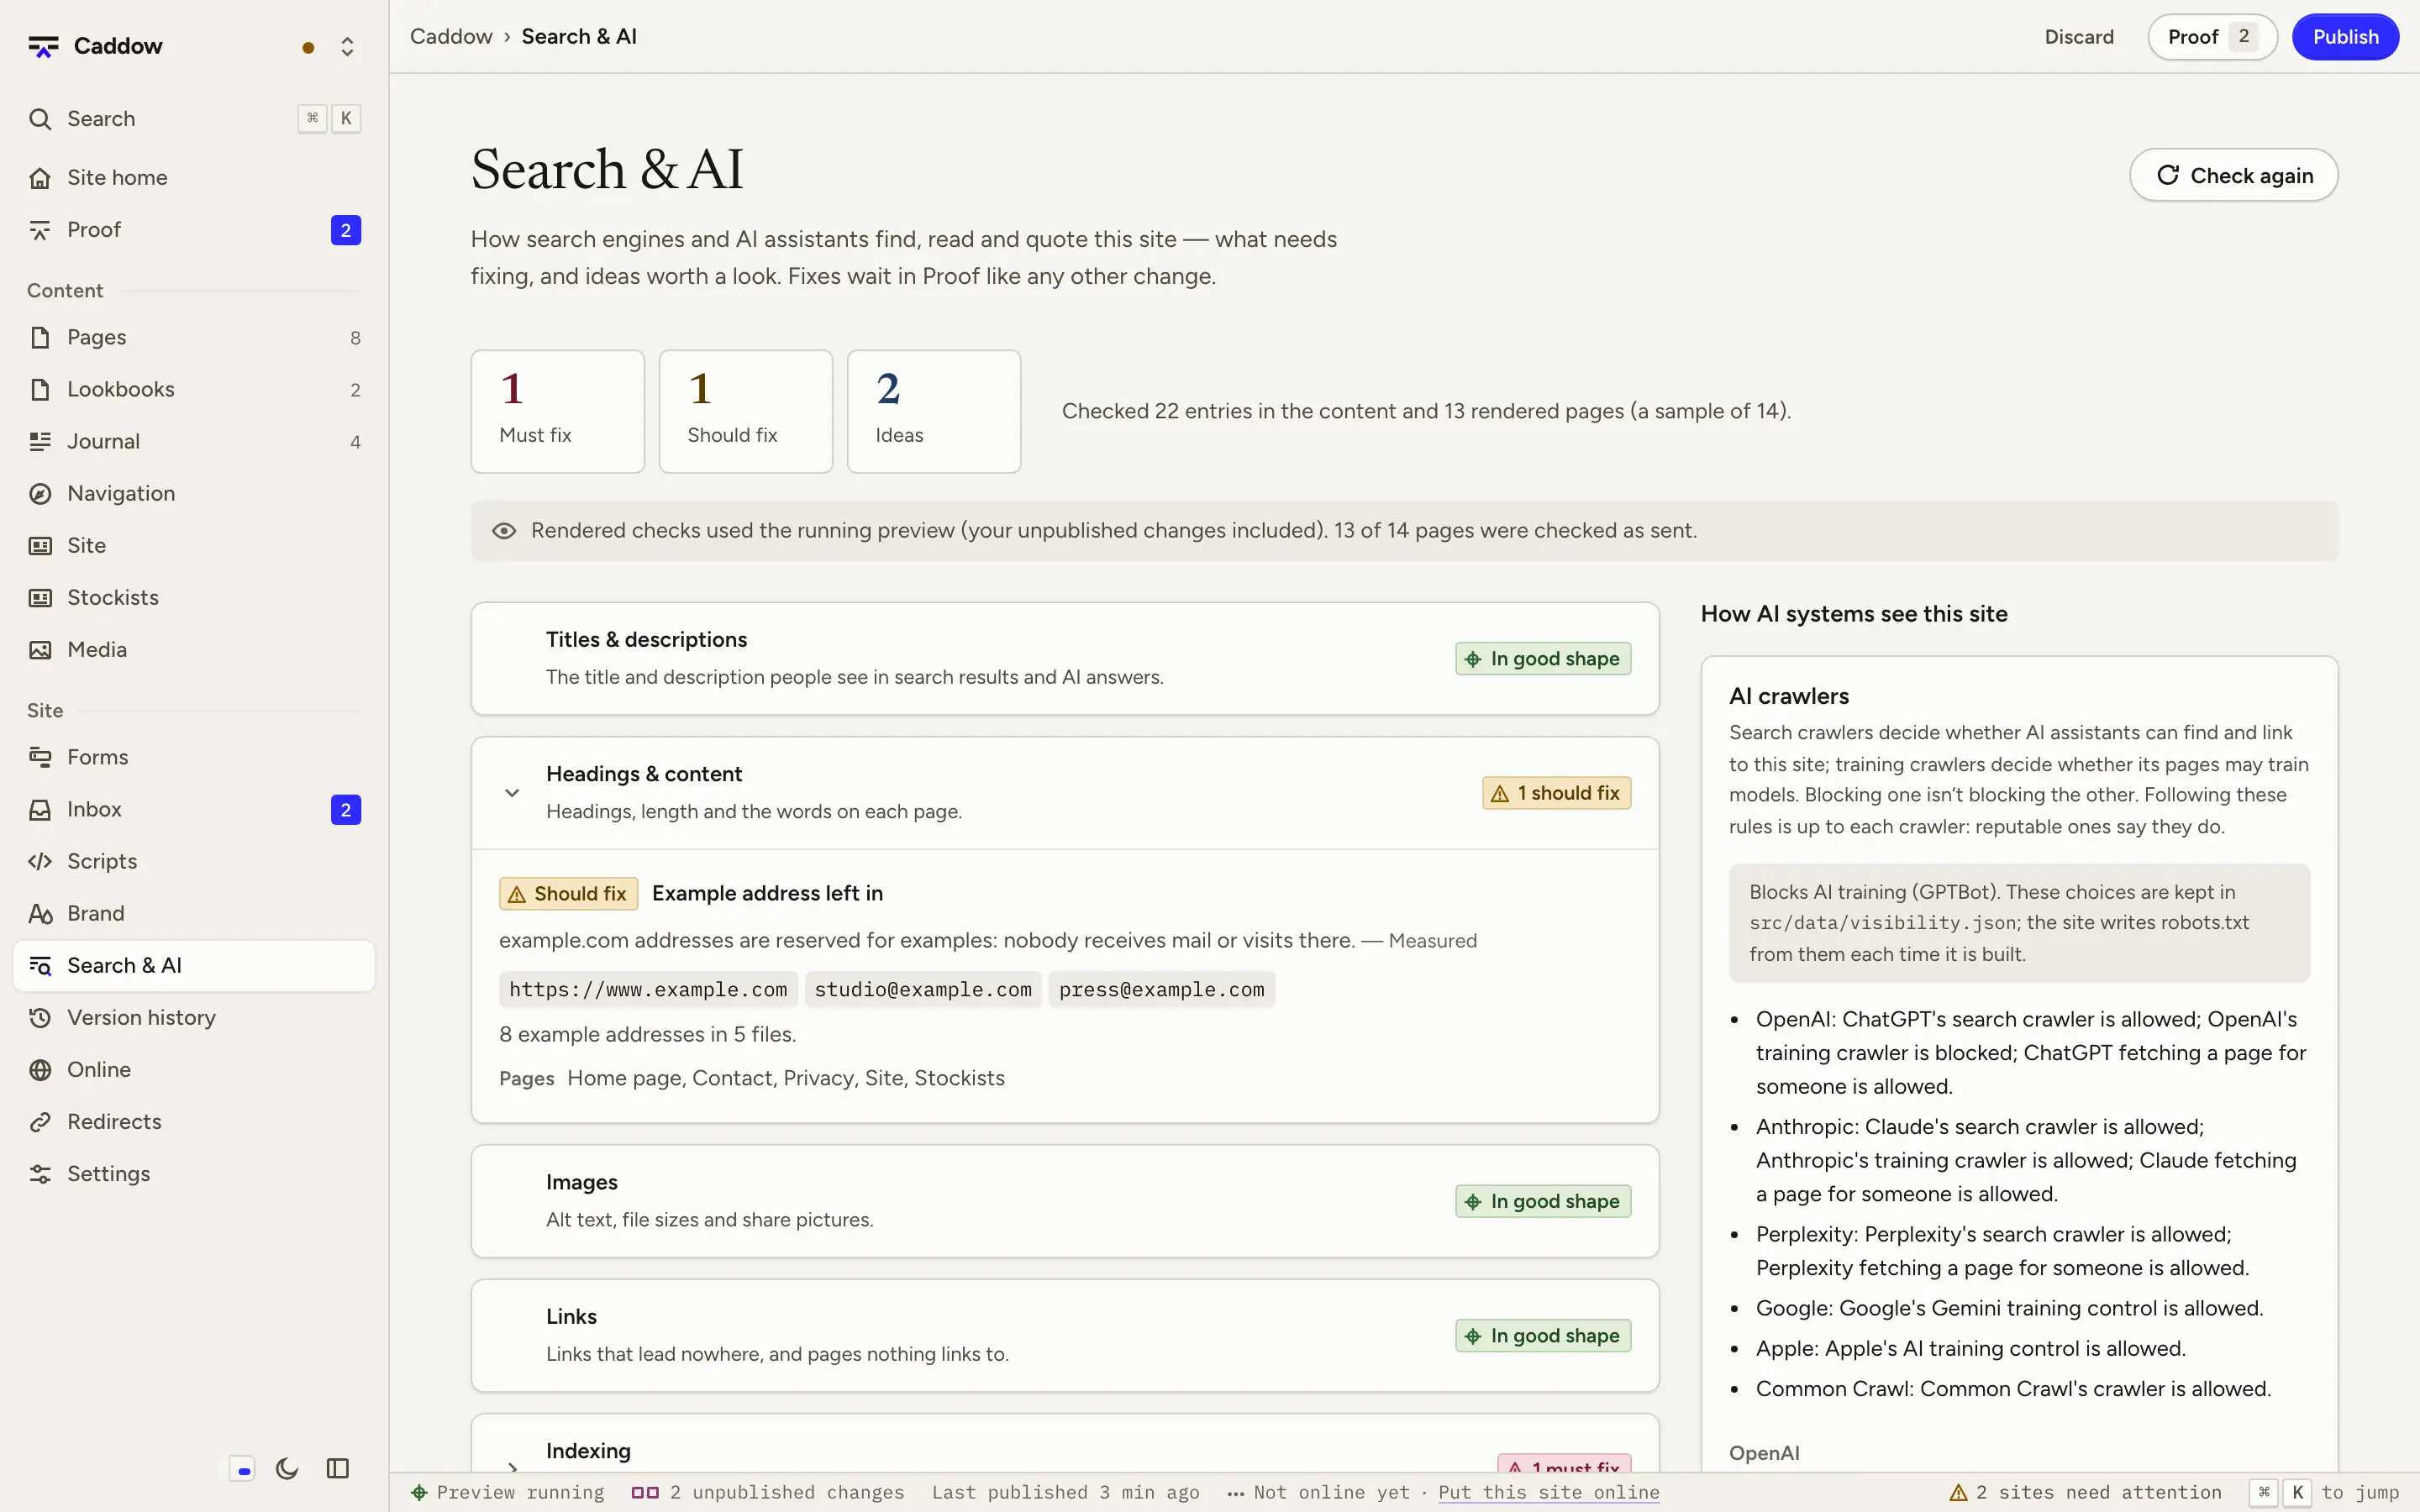 Caddow
Search ⌘ K
Site home
Proof 2
Content
Pages 8
Lookbooks 2
Journal 4
Navigation
Site
Stockists
Media
Site
Forms
Inbox 2
Scripts
Brand
Search & AI
Version history
Online
Redirects
Settings
Caddow › Search & AI
Discard
Proof 2
Publish
Search & AI
Check again
How search engines and AI assistants find, read and quote this site — what needs
fixing, and ideas worth a look. Fixes wait in Proof like any other change.
1
Must fix
1
Should fix
2
Ideas
Checked 22 entries in the content and 13 rendered pages (a sample of 14).
Rendered checks used the running preview (your unpublished changes included). 13 of 14 pages were checked as sent.
Titles & descriptions
The title and description people see in search results and AI answers.
In good shape
Headings & content
Headings, length and the words on each page.
1 should fix
Should fix Example address left in
example.com addresses are reserved for examples: nobody receives mail or visits there. — Measured
https://www.example.com studio@example.com press@example.com
8 example addresses in 5 files.
Pages Home page, Contact, Privacy, Site, Stockists
Images
Alt text, file sizes and share pictures.
In good shape
Links
Links that lead nowhere, and pages nothing links to.
In good shape
Indexing
1 must fix
How AI systems see this site
AI crawlers
Search crawlers decide whether AI assistants can find and link
to this site; training crawlers decide whether its pages may train
models. Blocking one isn’t blocking the other. Following these
rules is up to each crawler: reputable ones say they do.
Blocks AI training (GPTBot). These choices are kept in
src/data/visibility.json; the site writes robots.txt
from them each time it is built.
• OpenAI: ChatGPT's search crawler is allowed; OpenAI's
training crawler is blocked; ChatGPT fetching a page for
someone is allowed.
• Anthropic: Claude's search crawler is allowed;
Anthropic's training crawler is allowed; Claude fetching
a page for someone is allowed.
• Perplexity: Perplexity's search crawler is allowed;
Perplexity fetching a page for someone is allowed.
• Google: Google's Gemini training control is allowed.
• Apple: Apple's AI training control is allowed.
• Common Crawl: Common Crawl's crawler is allowed.
OpenAI
Preview running 2 unpublished changes Last published 3 min ago ••• Not online yet · Put this site online
2 sites need attention ⌘ K to jump